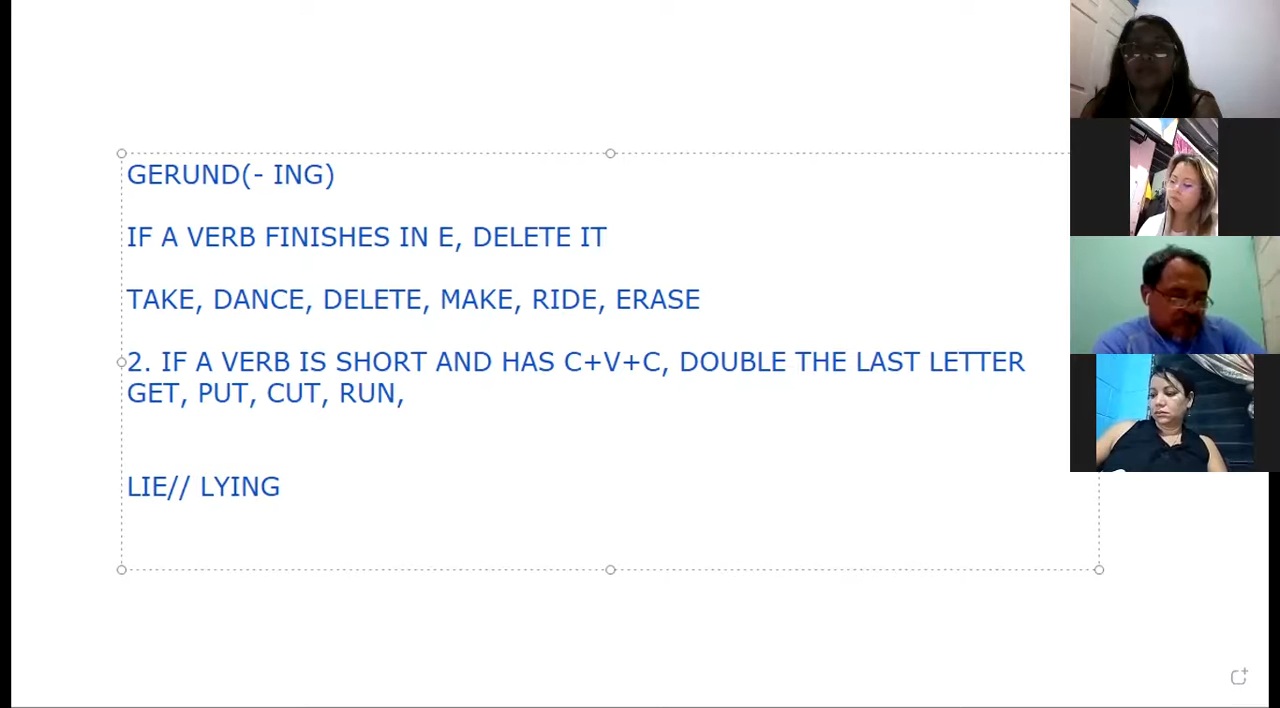 GERUND(- ING)
IF A VERB FINISHES IN E, DELETE IT
TAKE, DANCE, DELETE, MAKE, RIDE, ERASE
2. IF A VERB IS SHORT AND HAS C+V+C, DOUBLE THE LAST LETTER
GET, PUT, CUT, RUN,
LIE// LYING